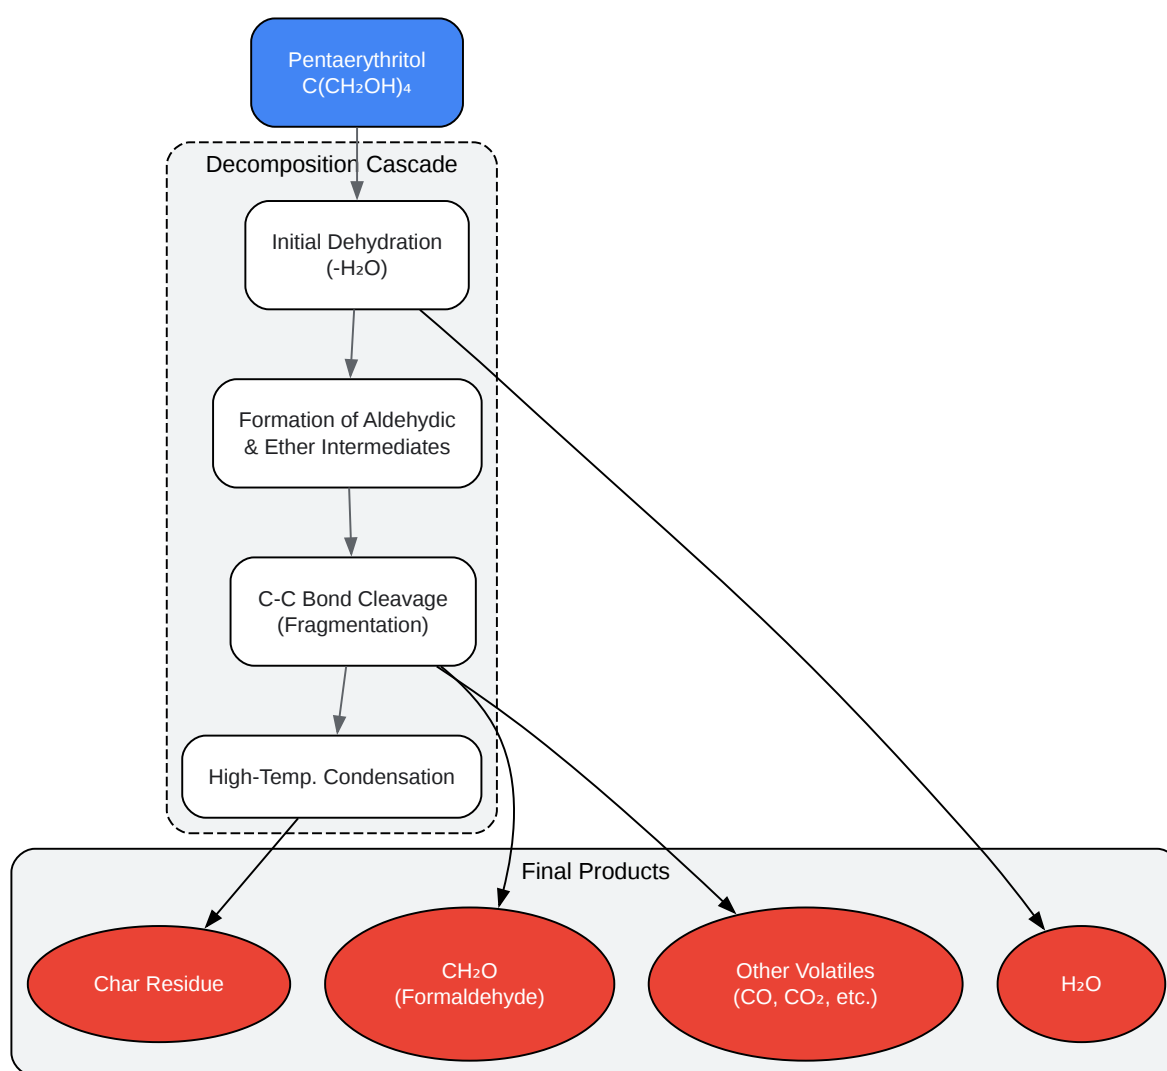 Pentaerythritol
C(CH₂OH)₄
Decomposition Cascade
Initial Dehydration
(-H₂O)
Formation of Aldehydic
& Ether Intermediates
C-C Bond Cleavage
(Fragmentation)
High-Temp. Condensation
Final Products
Char Residue
CH₂O
(Formaldehyde)
Other Volatiles
(CO, CO₂, etc.)
H₂O